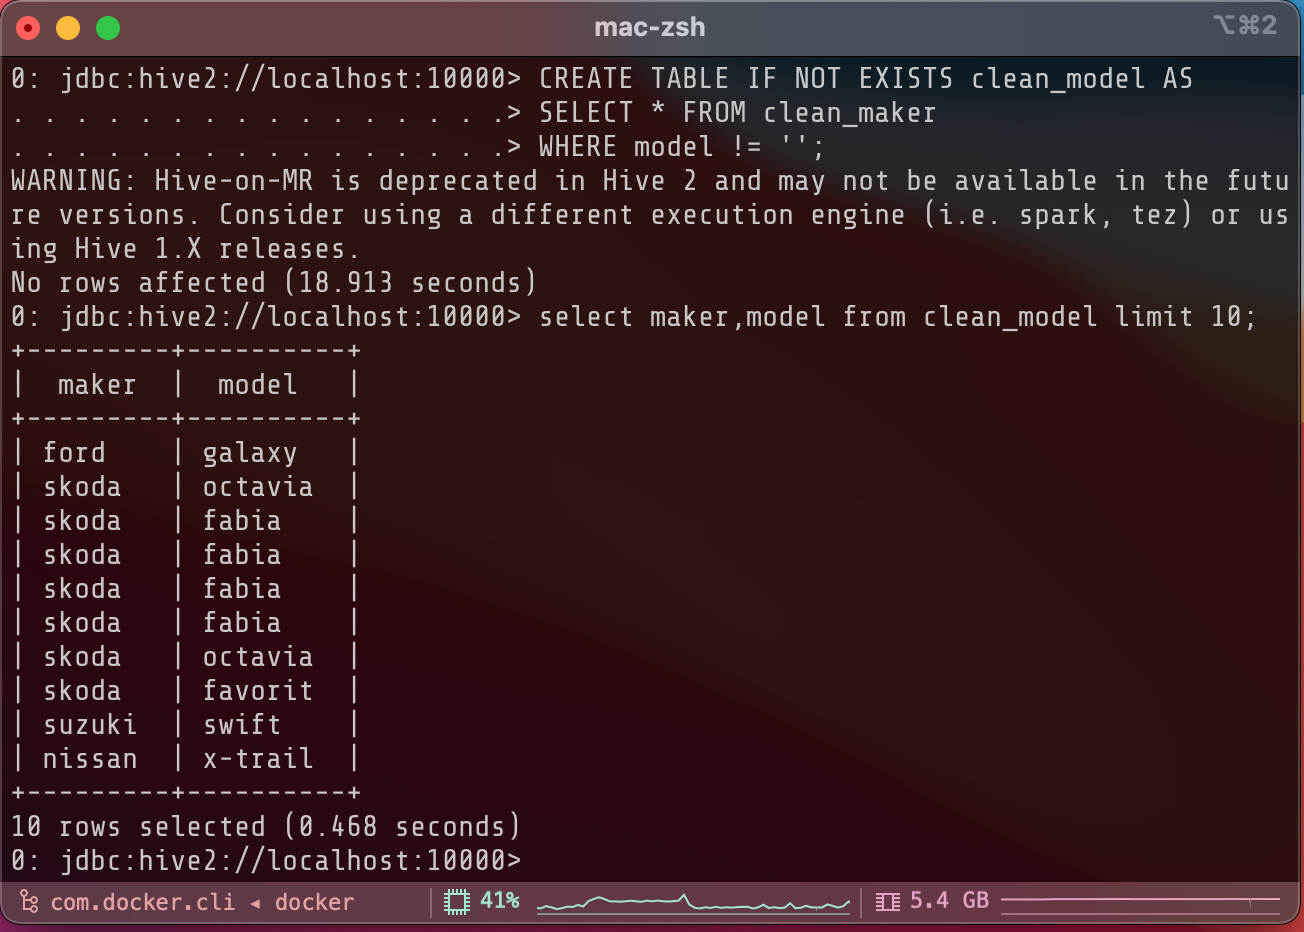 mac-zsh
⌥⌘2
0: jdbc:hive2://localhost:10000> CREATE TABLE IF NOT EXISTS clean_model AS
. . . . . . . . . . . . . . . .> SELECT * FROM clean_maker
. . . . . . . . . . . . . . . .> WHERE model != '';
WARNING: Hive-on-MR is deprecated in Hive 2 and may not be available in the futu
re versions. Consider using a different execution engine (i.e. spark, tez) or us
ing Hive 1.X releases.
No rows affected (18.913 seconds)
0: jdbc:hive2://localhost:10000> select maker,model from clean_model limit 10;
+---------+----------+
|  maker  |  model   |
+---------+----------+
| ford    | galaxy   |
| skoda   | octavia  |
| skoda   | fabia    |
| skoda   | fabia    |
| skoda   | fabia    |
| skoda   | fabia    |
| skoda   | octavia  |
| skoda   | favorit  |
| suzuki  | swift    |
| nissan  | x-trail  |
+---------+----------+
10 rows selected (0.468 seconds)
0: jdbc:hive2://localhost:10000>
com.docker.cli ◂ docker
41%
5.4 GB